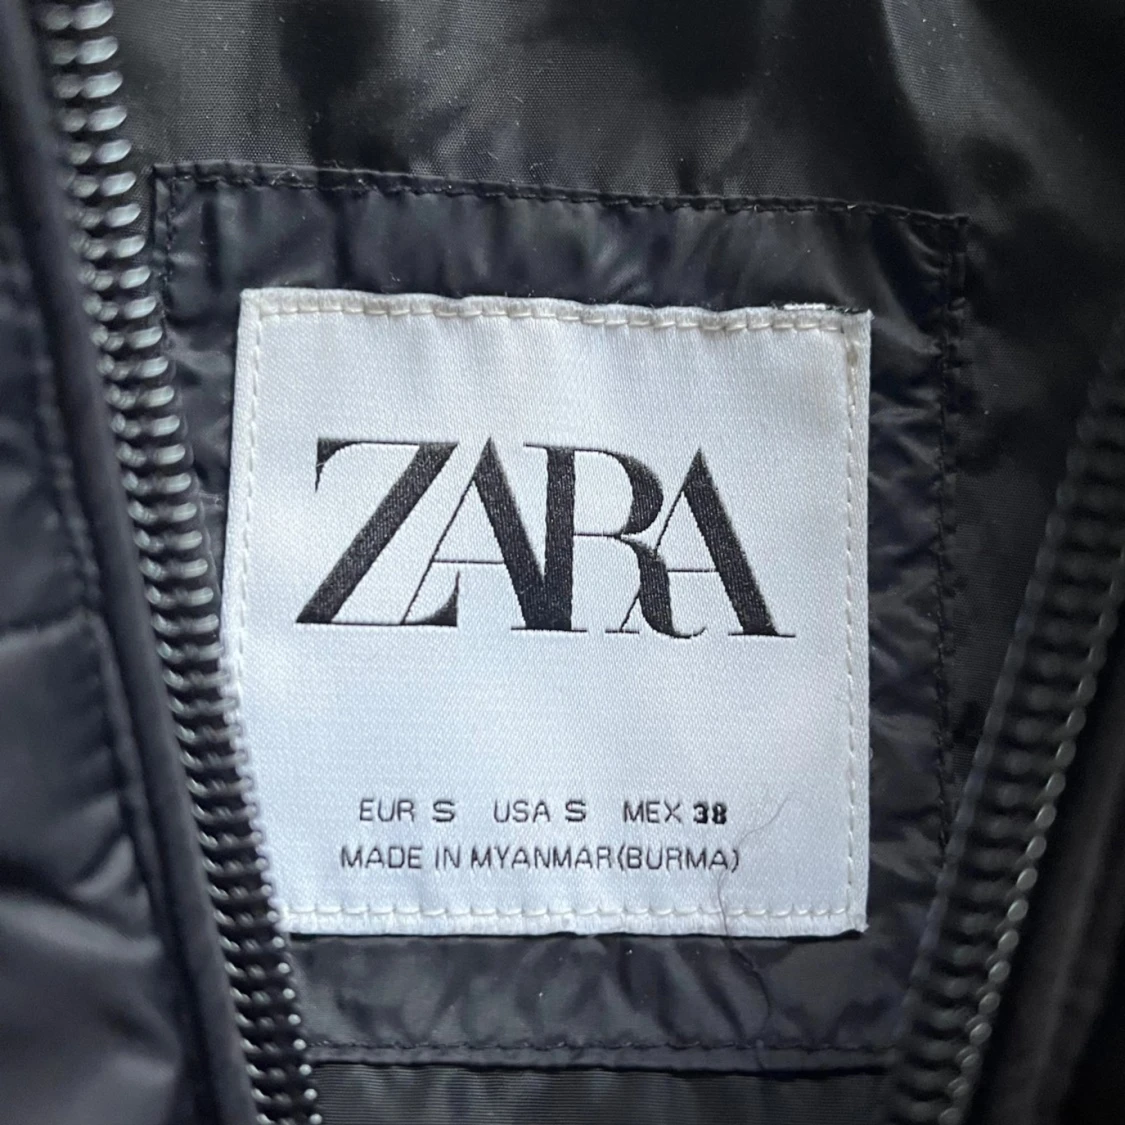 ZARA
EUR S USA S MEX 38
MADE IN MYANMAR(BURMA)